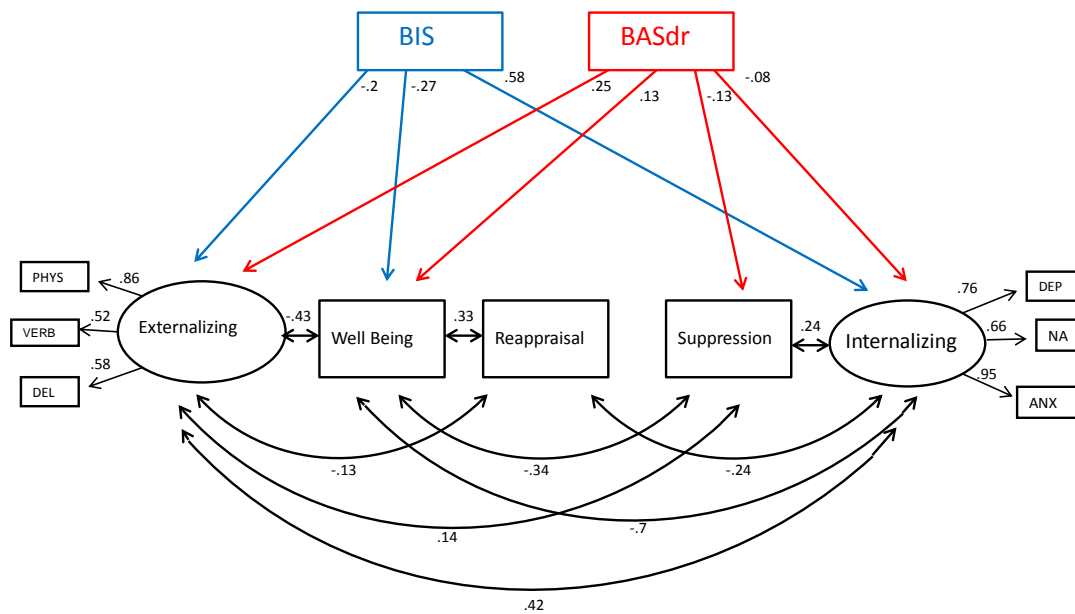 BIS
BASdr
-.2
-.27
.58
.25
.13
-.13
-.08
PHYS
.86
VERB
.52
DEL
.58
Externalizing
-.43
Well Being
.33
Reappraisal
Suppression
.24
Internalizing
.76
DEP
.66
NA
.95
ANX
-.13
-.34
-.24
.14
-.7
.42